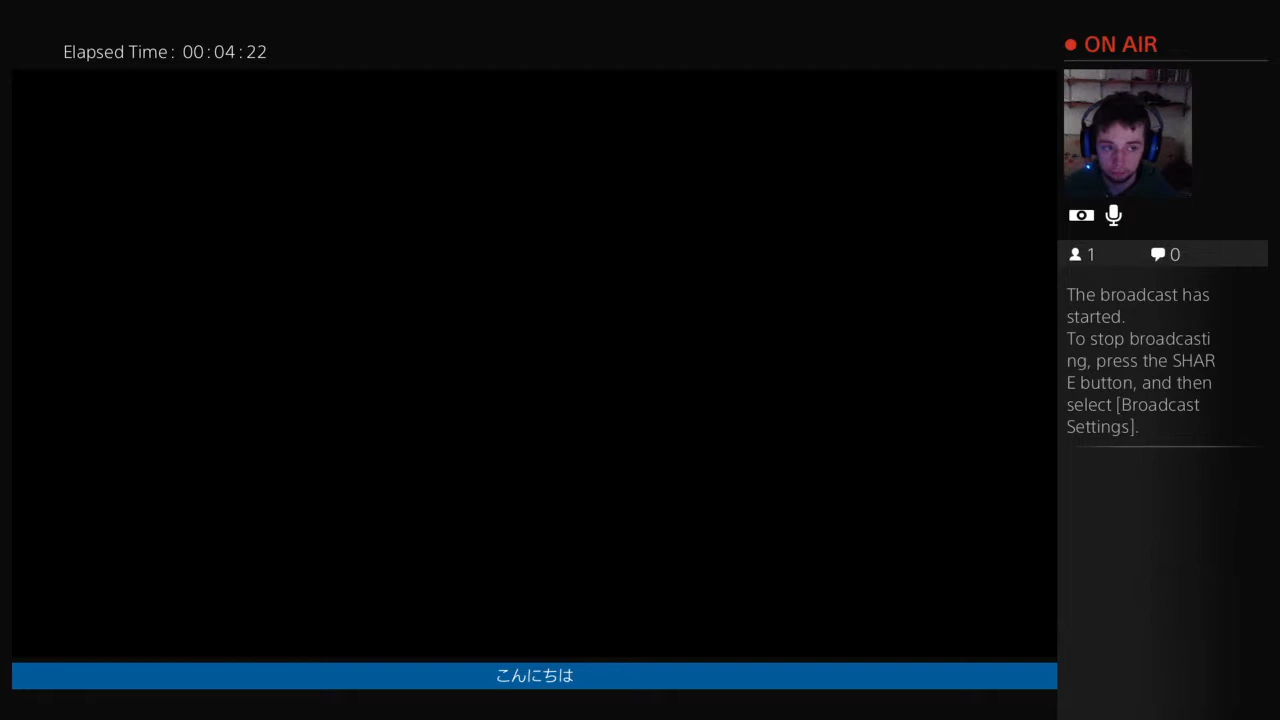 Elapsed Time: 00:04:22
ON AIR
1 0
The broadcast has
started.
To stop broadcasti
ng, press the SHAR
E button, and then
select [Broadcast
Settings].
こんにちは